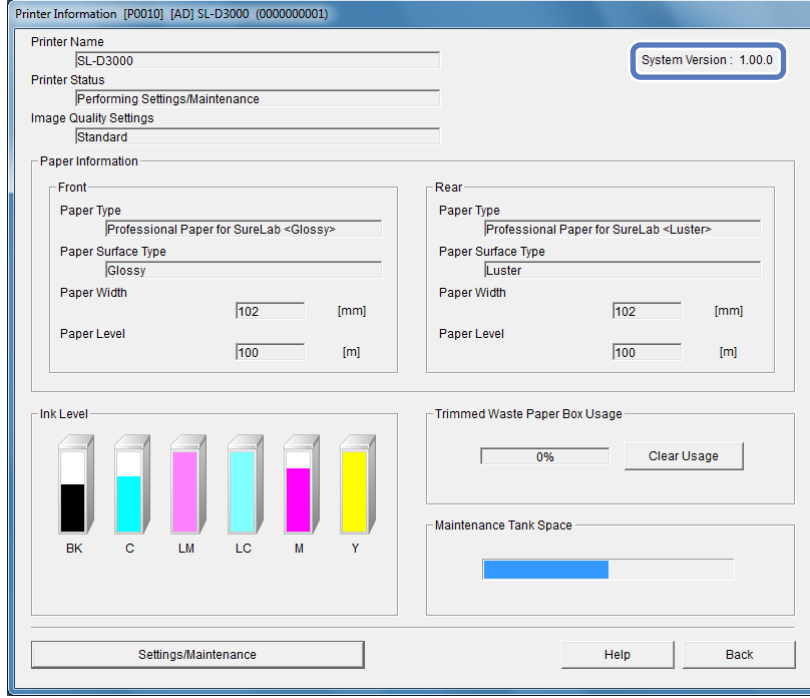 Printer Information [P0010] [AD] SL-D3000 (0000000001)
Printer Name
SL-D3000
System Version : 1.00.0
Printer Status
Performing Settings/Maintenance
Image Quality Settings
Standard
Paper Information
Front
Paper Type
Professional Paper for SureLab <Glossy>
Paper Surface Type
Glossy
Paper Width
102 [mm]
Paper Level
100 [m]
Rear
Paper Type
Professional Paper for SureLab <Luster>
Paper Surface Type
Luster
Paper Width
102 [mm]
Paper Level
100 [m]
Ink Level
BK C LM LC M Y
Trimmed Waste Paper Box Usage
0% Clear Usage
Maintenance Tank Space
Settings/Maintenance Help Back